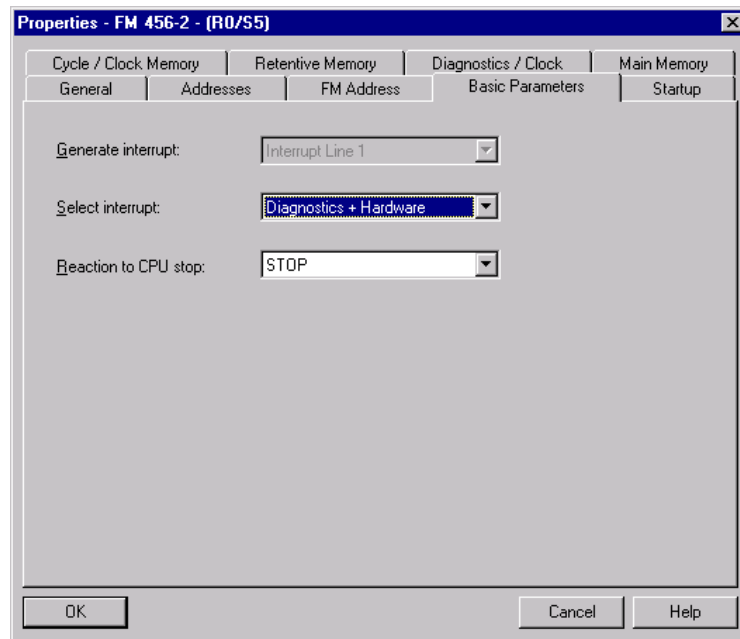 Properties - FM 456-2 - (R0/S5)
Cycle / Clock Memory Retentive Memory Diagnostics / Clock Main Memory
General Addresses FM Address Basic Parameters Startup
Generate interrupt: Interrupt Line 1
Select interrupt: Diagnostics + Hardware
Reaction to CPU stop: STOP
OK Cancel Help